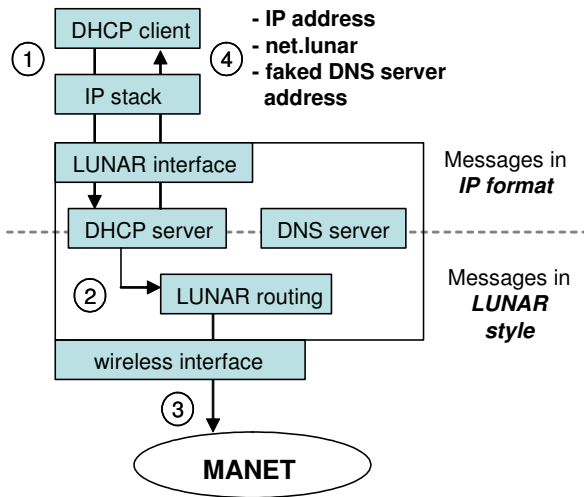 DHCP client
- IP address
- net.lunar
- faked DNS server
address
1
4
IP stack
LUNAR interface
Messages in
IP format
DHCP server
DNS server
2
LUNAR routing
Messages in
LUNAR
style
wireless interface
3
MANET